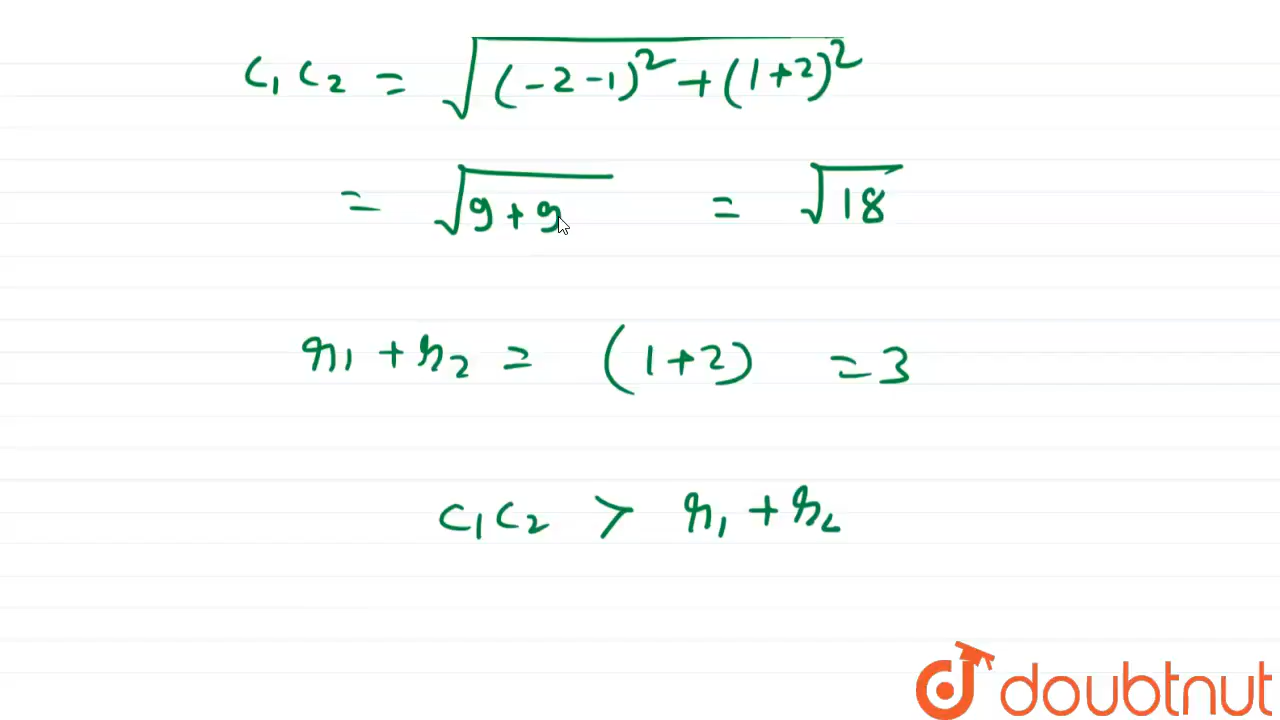 C₁C₂ = √((-2-1)² + (1+2)²)
= √(9+9) = √18
r₁ + r₂ = (1+2) = 3
C₁C₂ > r₁ + r₂
doubtnut